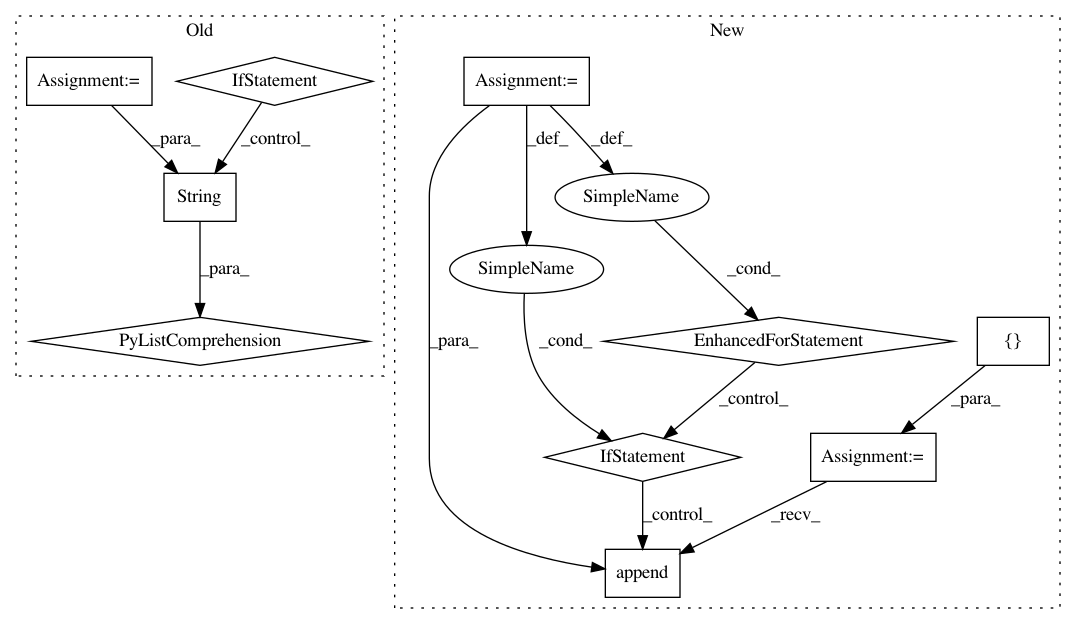 Old
New
Assignment:=
IfStatement
Assignment:=
_para_
_control_
_def_
_def_
String
SimpleName
SimpleName
_para_
_cond_
PyListComprehension
_para_
_cond_
EnhancedForStatement
{}
_control_
_para_
IfStatement
Assignment:=
_control_
_recv_
append